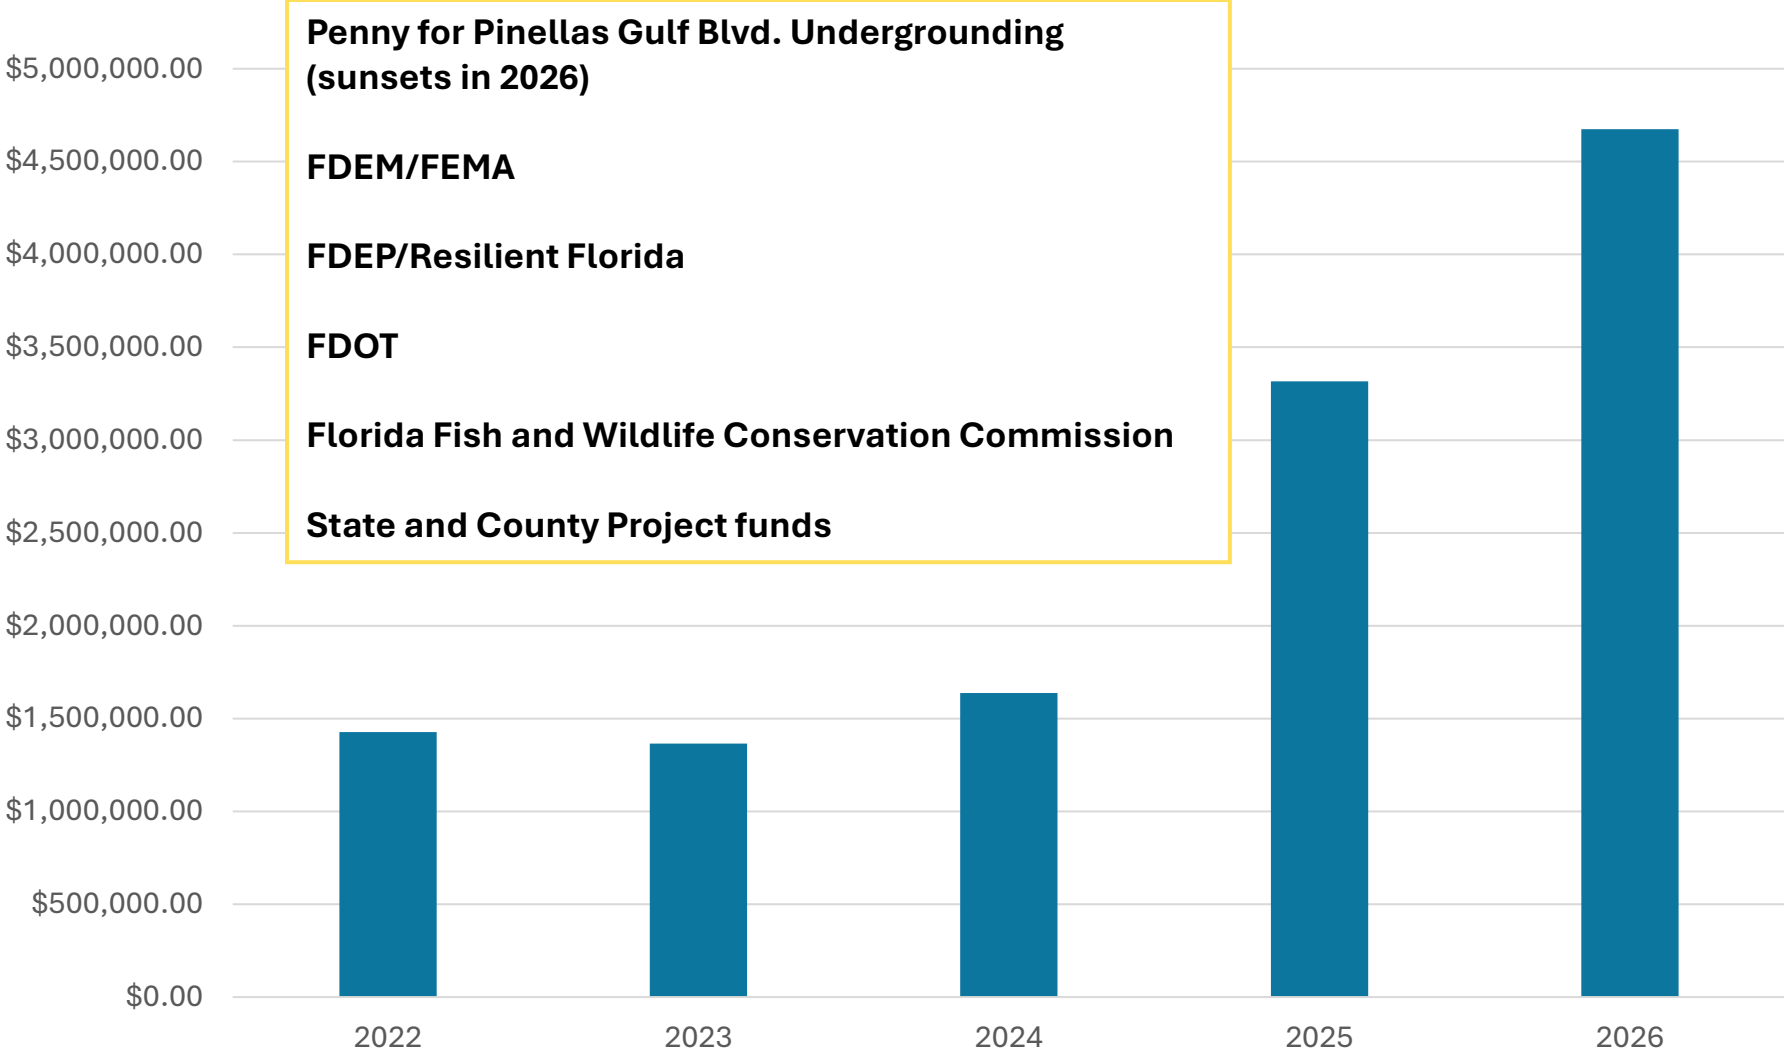 Penny for Pinellas Gulf Blvd. Undergrounding
(sunsets in 2026)
FDEM/FEMA
FDEP/Resilient Florida
FDOT
Florida Fish and Wildlife Conservation Commission
State and County Project funds
$5,000,000.00
$4,500,000.00
$4,000,000.00
$3,500,000.00
$3,000,000.00
$2,500,000.00
$2,000,000.00
$1,500,000.00
$1,000,000.00
$500,000.00
$0.00
2022 2023 2024 2025 2026